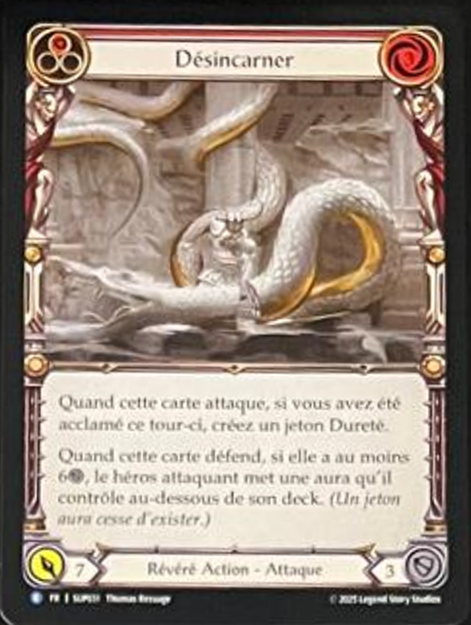 Désincarner
Quand cette carte attaque, si vous avez été
acclamé ce tour-ci, créez un jeton Dureté.
Quand cette carte défend, si elle a au moins
6, le héros attaquant met une aura qu'il
contrôle au-dessous de son deck. (Un jeton
aura cesse d'exister.)
7 Révéré Action - Attaque 3
FR | Thomas Ressage © 2025 Legend Story Studios